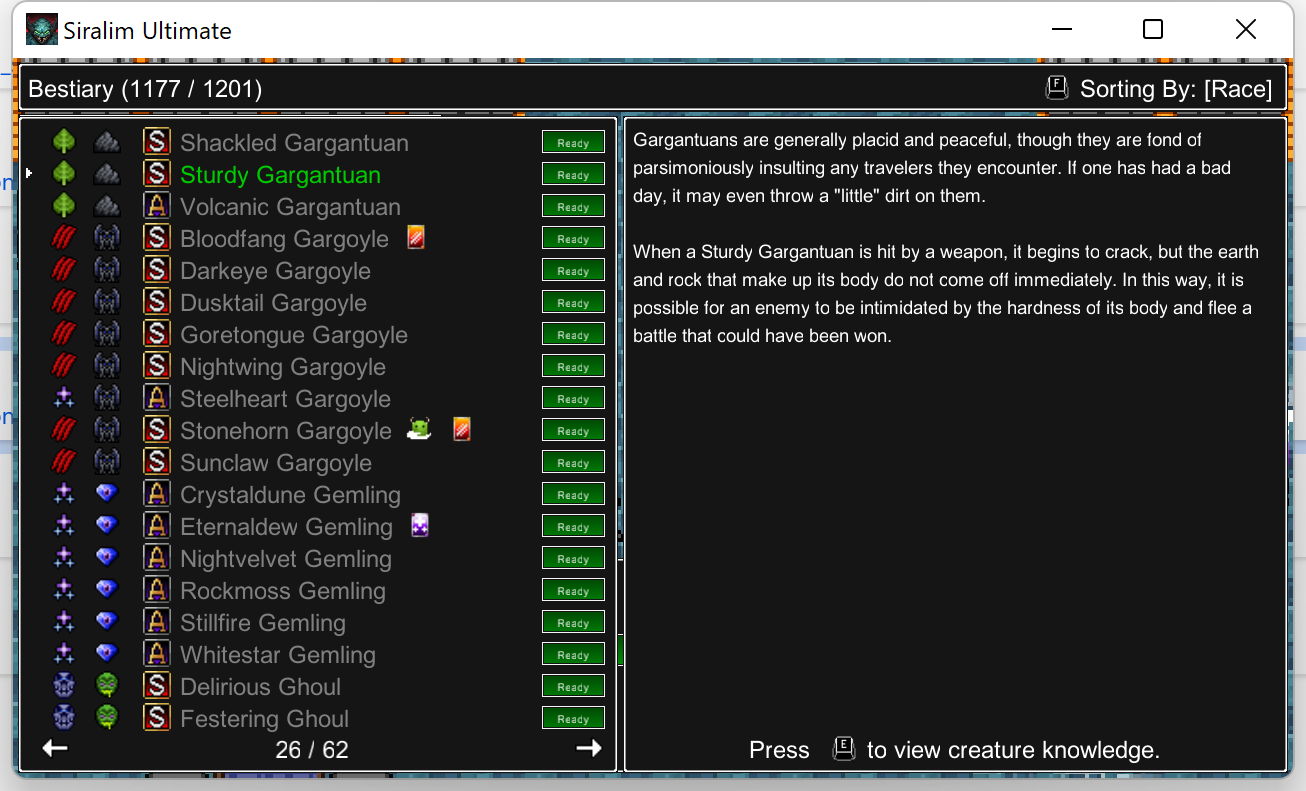 Siralim Ultimate
Bestiary (1177 / 1201)
F Sorting By: [Race]
S Shackled Gargantuan Ready
S Sturdy Gargantuan Ready
A Volcanic Gargantuan Ready
S Bloodfang Gargoyle Ready
S Darkeye Gargoyle Ready
S Dusktail Gargoyle Ready
S Goretongue Gargoyle Ready
S Nightwing Gargoyle Ready
A Steelheart Gargoyle Ready
S Stonehorn Gargoyle Ready
S Sunclaw Gargoyle Ready
A Crystaldune Gemling Ready
A Eternaldew Gemling Ready
A Nightvelvet Gemling Ready
A Rockmoss Gemling Ready
A Stillfire Gemling Ready
A Whitestar Gemling Ready
S Delirious Ghoul Ready
S Festering Ghoul Ready
26 / 62
Gargantuans are generally placid and peaceful, though they are fond of
parsimoniously insulting any travelers they encounter. If one has had a bad
day, it may even throw a "little" dirt on them.
When a Sturdy Gargantuan is hit by a weapon, it begins to crack, but the earth
and rock that make up its body do not come off immediately. In this way, it is
possible for an enemy to be intimidated by the hardness of its body and flee a
battle that could have been won.
Press E to view creature knowledge.